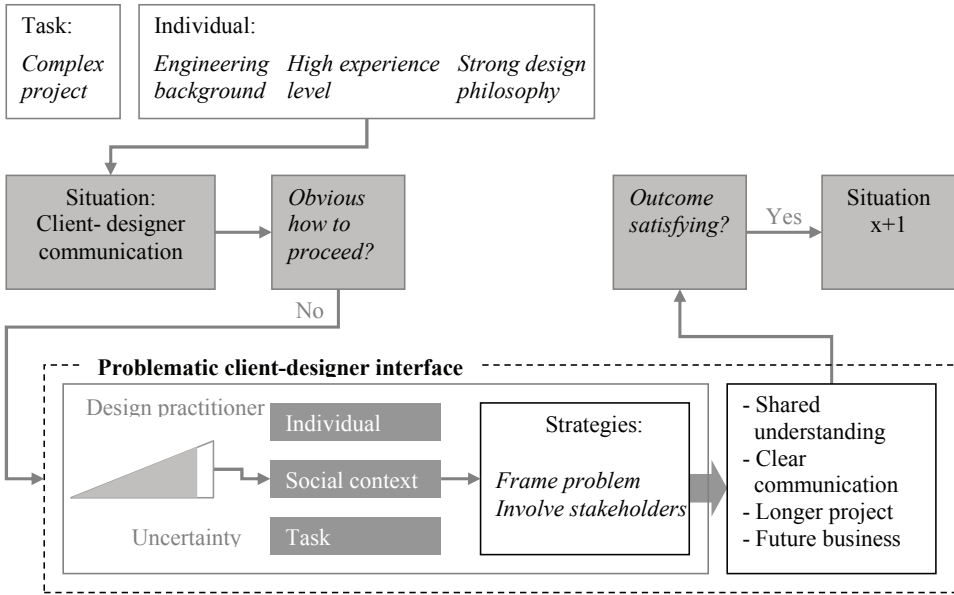 Task:
Complex
project
Individual:
Engineering
background
High experience
level
Strong design
philosophy
Situation:
Client- designer
communication
Obvious
how to
proceed?
Outcome
satisfying?
Yes
Situation
x+1
No
Problematic client-designer interface
Design practitioner
Uncertainty
Individual
Social context
Task
Strategies:
Frame problem
Involve stakeholders
- Shared
understanding
- Clear
communication
- Longer project
- Future business